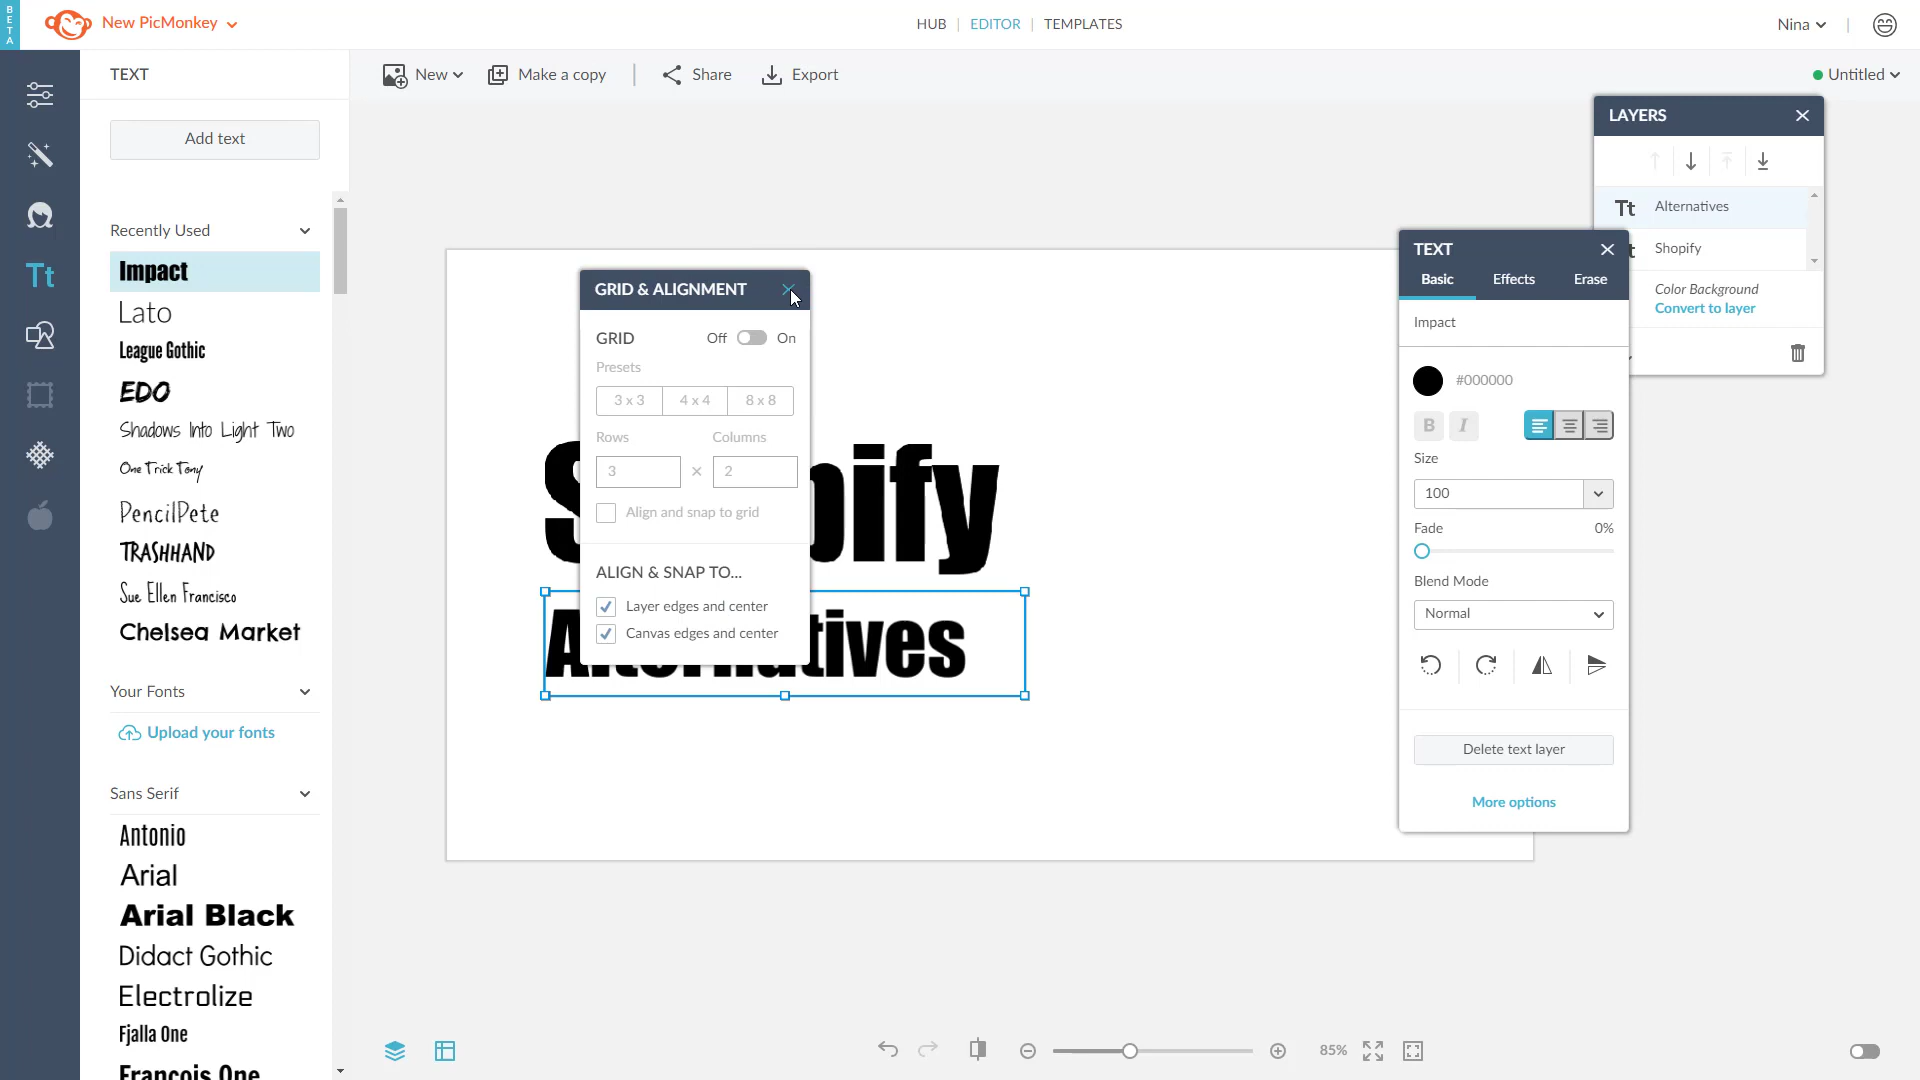 BETA
New PicMonkey
HUB | EDITOR | TEMPLATES
Nina
TEXT
New
Make a copy
Share
Export
Untitled
Add text
Recently Used
Impact
Lato
League Gothic
EDO
Shadows Into Light Two
One Trick Tony
PencilPete
TRASHHAND
Sue Ellen Francisco
Chelsea Market
Your Fonts
Upload your fonts
Sans Serif
Antonio
Arial
Arial Black
Didact Gothic
Electrolize
Fjalla One
Francois One
GRID & ALIGNMENT
GRID
Off
On
Presets
3 x 3
4 x 4
8 x 8
Rows
Columns
3 × 2
Align and snap to grid
ALIGN & SNAP TO...
Layer edges and center
Canvas edges and center
Shopify
Alternatives
LAYERS
Tt Alternatives
Shopify
Color Background
Convert to layer
TEXT
Basic
Effects
Erase
Impact
#000000
B I
Size
100
Fade
0%
Blend Mode
Normal
Delete text layer
More options
85%